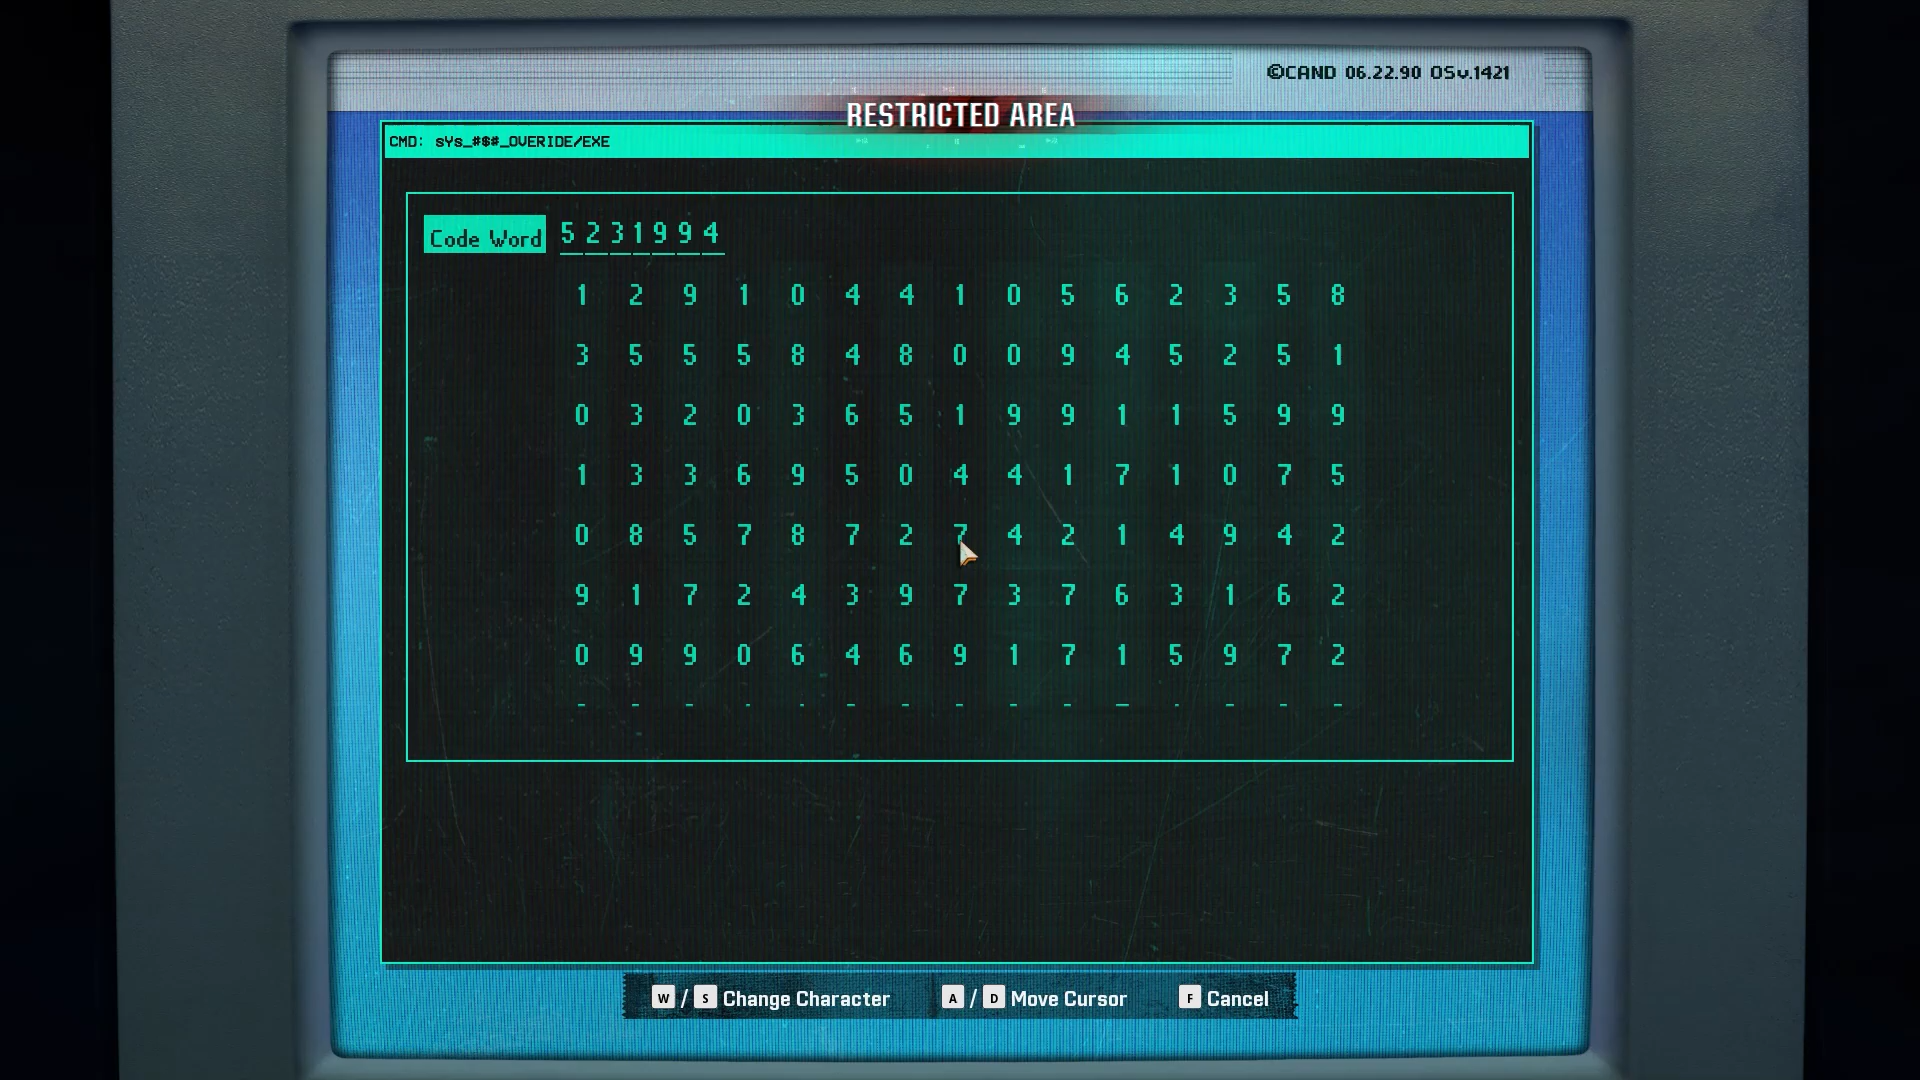 ©CAND 06.22.90 OSv.1421
RESTRICTED AREA
CMD: sYs_#$#_OVERIDE/EXE
Code Word 5231994
1 2 9 1 0 4 4 1 0 5 6 2 3 5 8
3 5 5 5 8 4 8 0 0 9 4 5 2 5 1
0 3 2 0 3 6 5 1 9 9 1 1 5 9 9
1 3 3 6 9 5 0 4 4 1 7 1 0 7 5
0 8 5 7 8 7 2 7 4 2 1 4 9 4 2
9 1 7 2 4 3 9 7 3 7 6 3 1 6 2
0 9 9 0 6 4 6 9 1 7 1 5 9 7 2
W / S Change Character A / D Move Cursor F Cancel